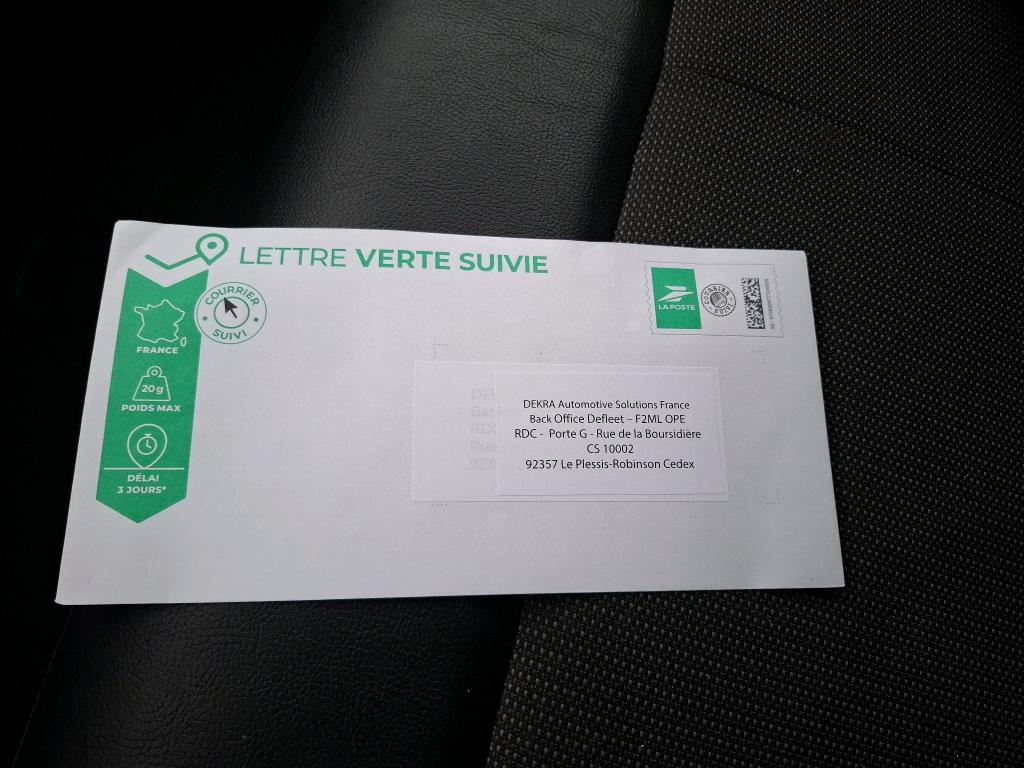 LETTRE VERTE SUIVIE
COURRIER
SUIVI
FRANCE
20g
POIDS MAX
DÉLAI
3 JOURS*
LA POSTE
DEKRA Automotive Solutions France
Back Office Defleet – F2ML OPE
RDC - Porte G - Rue de la Boursidière
CS 10002
92357 Le Plessis-Robinson Cedex